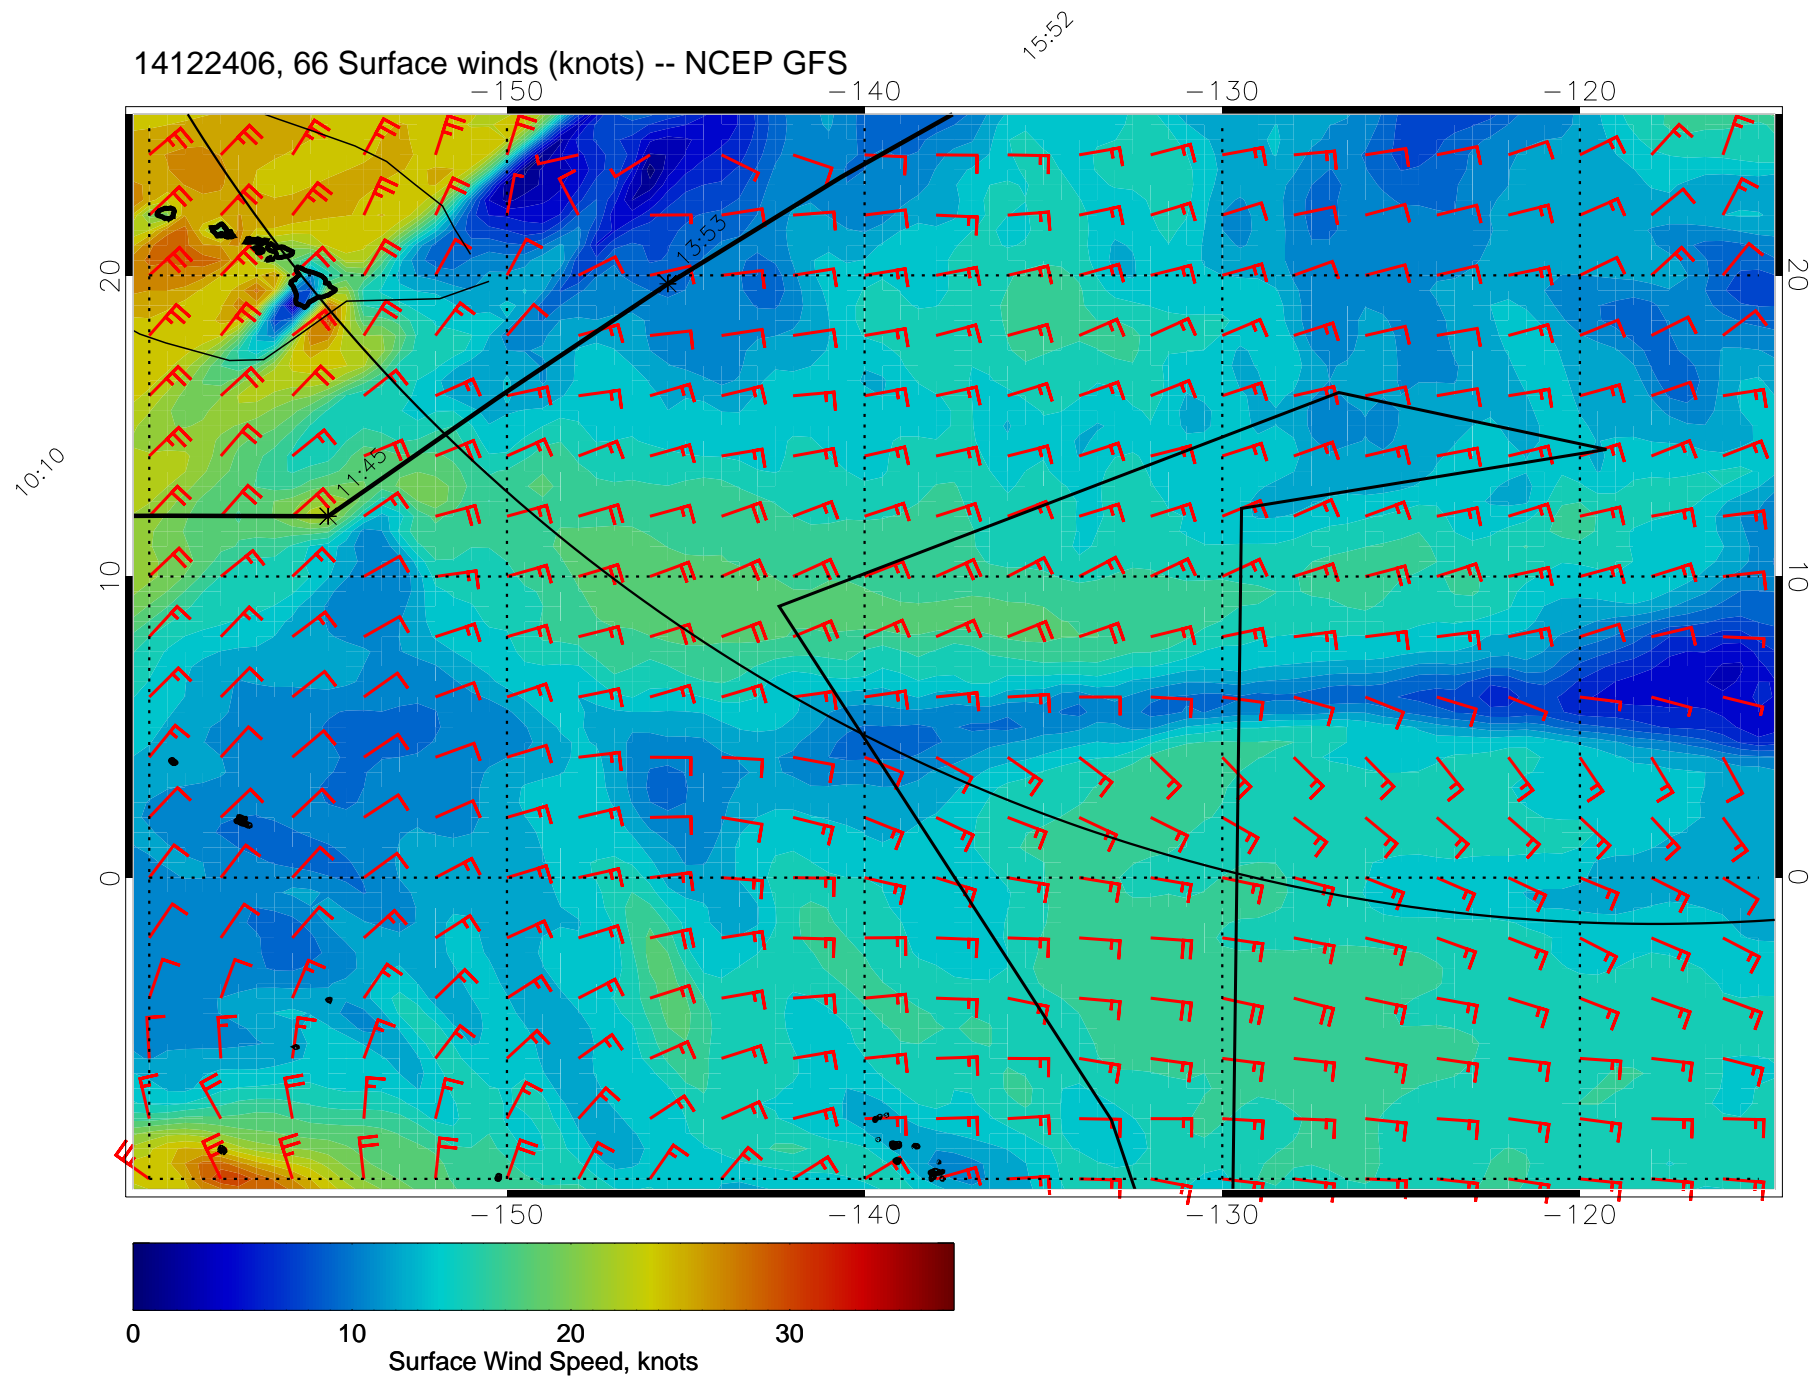 15:52
14122406, 66 Surface winds (knots) -- NCEP GFS
−150 −140 −130 −120
13:53
20 20
10:10
11:45
10 10
0 0
−150 −140 −130 −120
0 10 20 30
Surface Wind Speed, knots